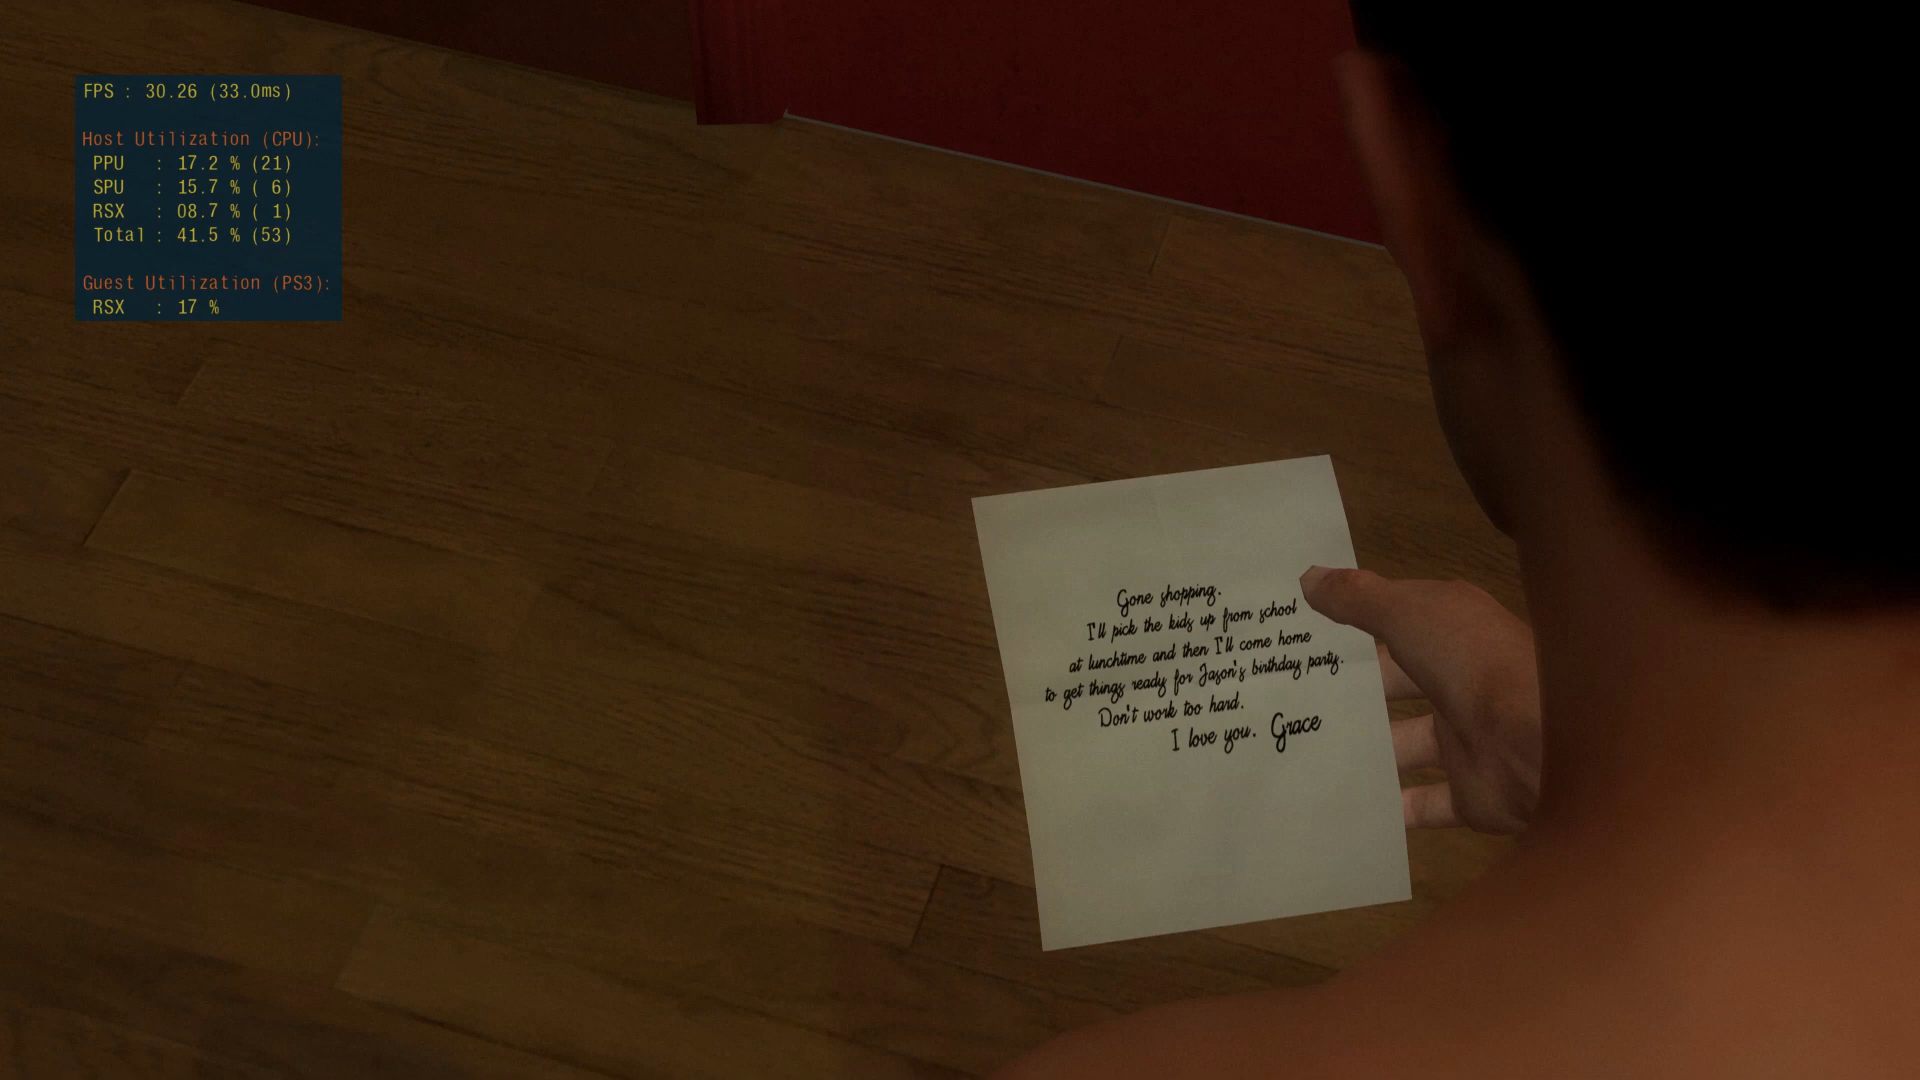 FPS : 30.26 (33.0ms)
Host Utilization (CPU):
PPU : 17.2 % (21)
SPU : 15.7 % ( 6)
RSX : 08.7 % ( 1)
Total : 41.5 % (53)
Guest Utilization (PS3):
RSX : 17 %
Gone shopping.
I'll pick the kids up from school
at lunchtime and then I'll come home
to get things ready for Jason's birthday party.
Don't work too hard.
I love you. Grace